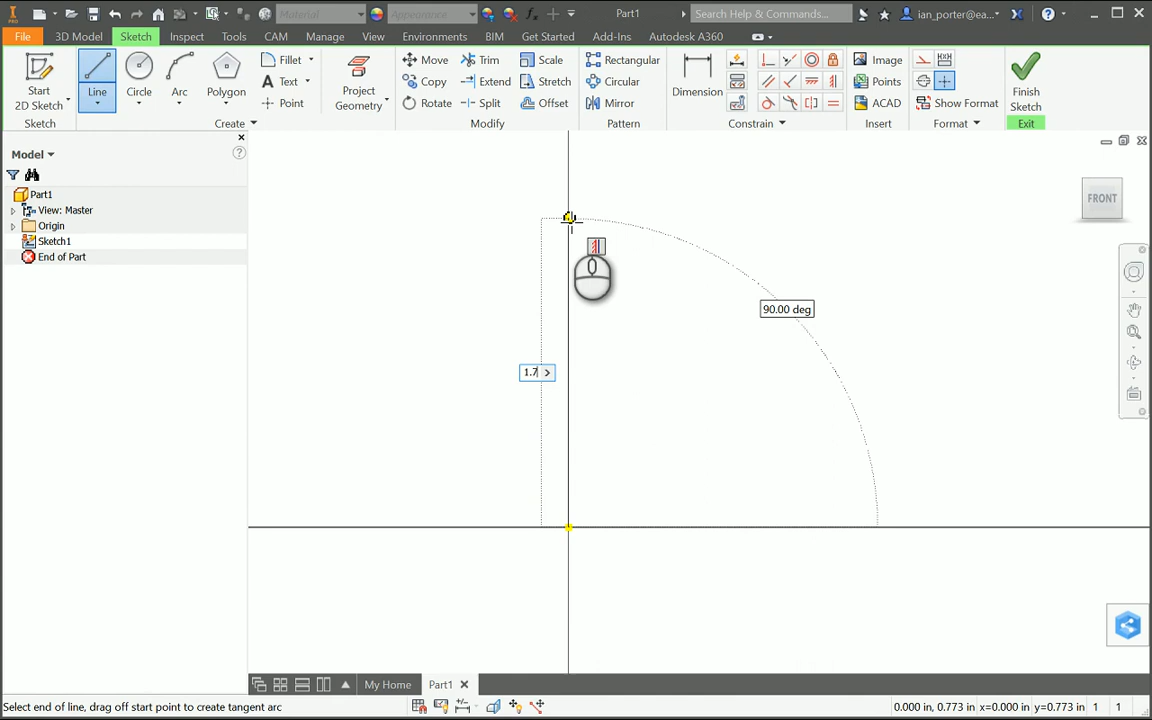 Material
Appearance
Part1
Search Help & Commands...
ian_porter@ea...
File
3D Model
Sketch
Inspect
Tools
CAM
Manage
View
Environments
BIM
Get Started
Add-Ins
Autodesk A360
Start
2D Sketch
Line
Circle
Arc
Polygon
Fillet
Text
Point
Project
Geometry
Move
Copy
Rotate
Trim
Extend
Split
Scale
Stretch
Offset
Rectangular
Circular
Mirror
Dimension
Image
Points
ACAD
Show Format
Finish
Sketch
Sketch
Create
Modify
Pattern
Constrain
Insert
Format
Exit
Model
Part1
View: Master
Origin
Sketch1
End of Part
FRONT
90.00 deg
1.7
My Home
Part1
Select end of line, drag off start point to create tangent arc
0.000 in, 0.773 in x=0.000 in y=0.773 in 1 1